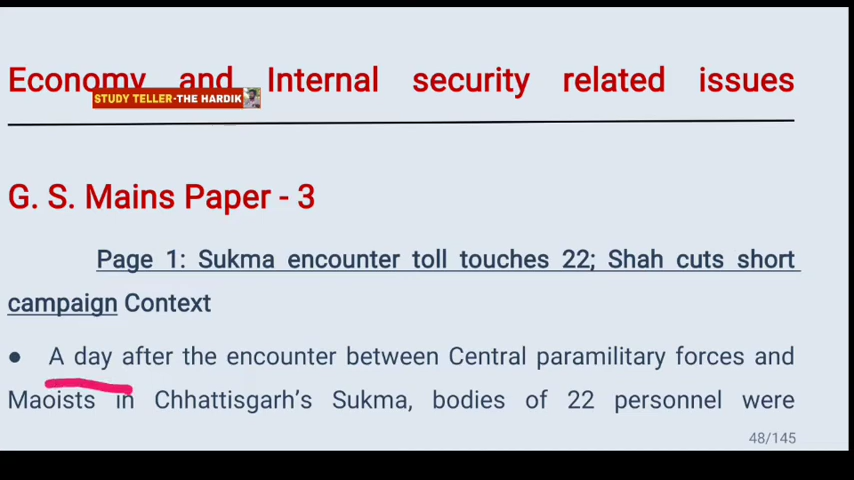 Economy and Internal security related issues
STUDY TELLER-THE HARDIK
G. S. Mains Paper - 3
Page 1: Sukma encounter toll touches 22; Shah cuts short
campaign Context
● A day after the encounter between Central paramilitary forces and
Maoists in Chhattisgarh's Sukma, bodies of 22 personnel were
48/145